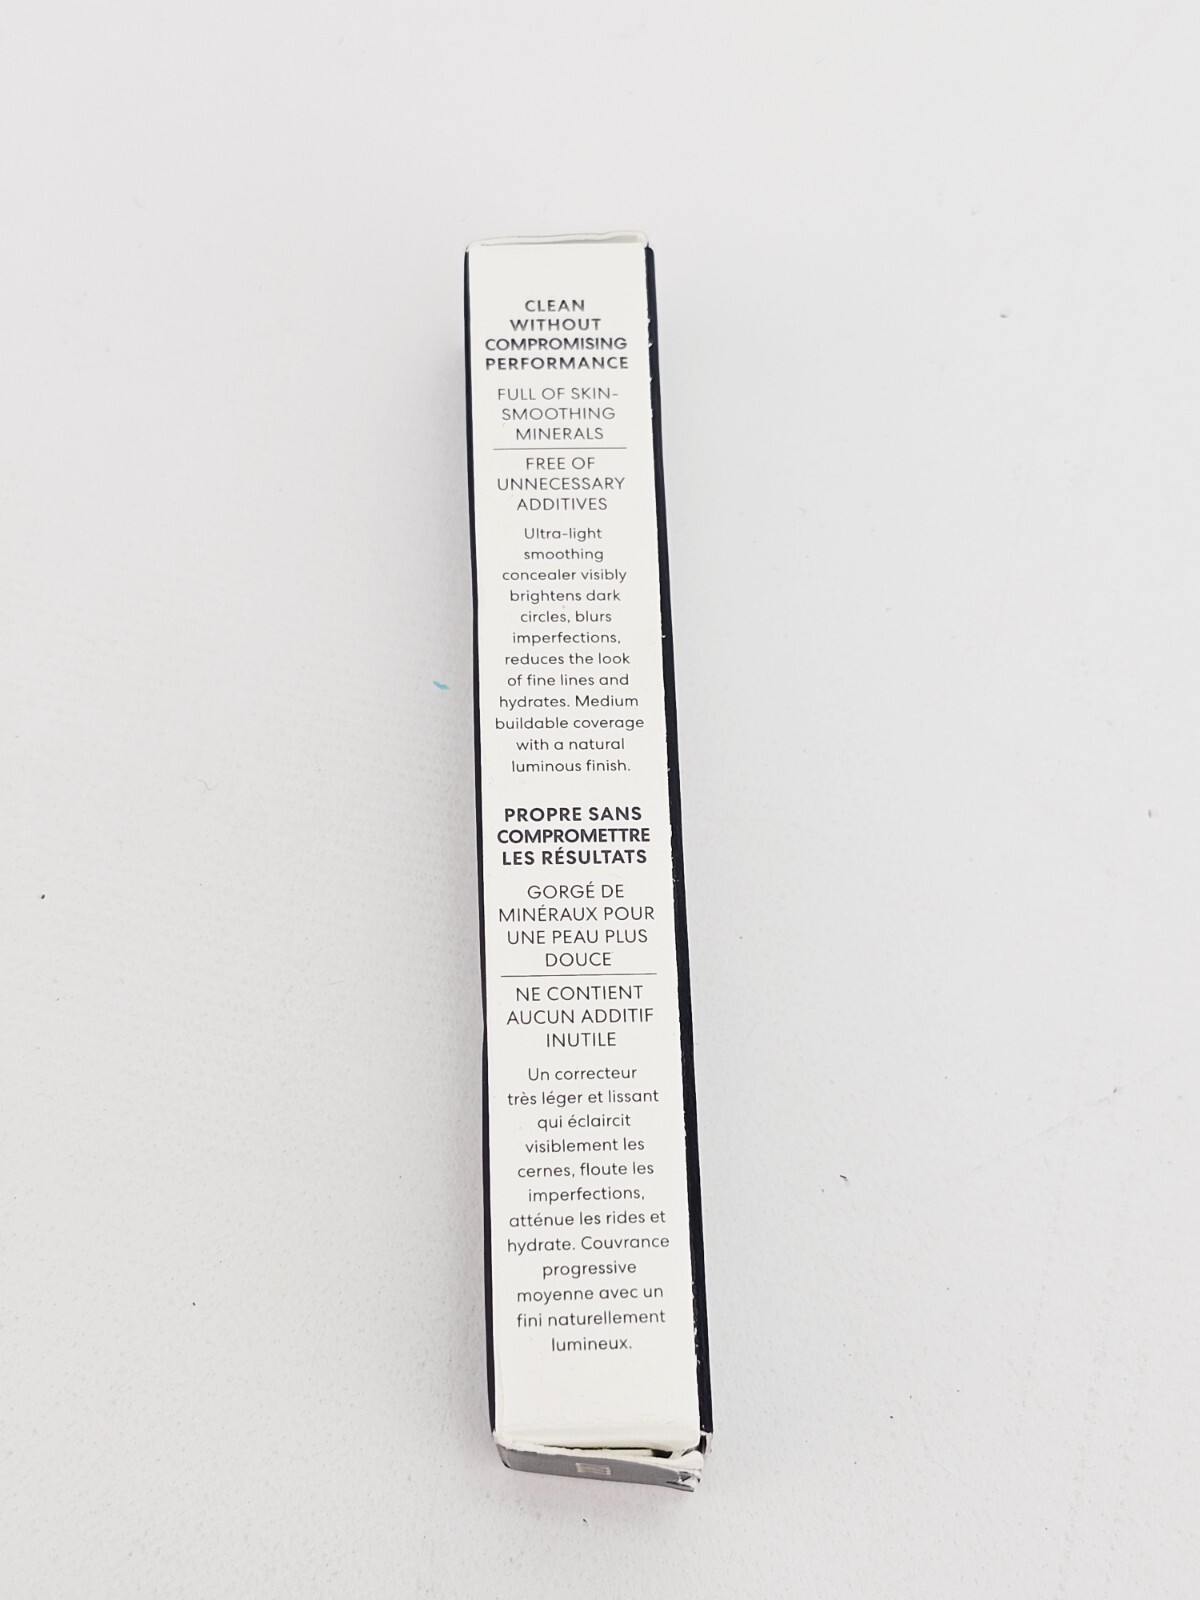 CLEAN
WITHOUT
COMPROMISING
PERFORMANCE
FULL OF SKIN-
SMOOTHING
MINERALS
FREE OF
UNNECESSARY
ADDITIVES
Ultra-light
smoothing
concealer visibly
brightens dark
circles, blurs
imperfections,
reduces the look
of fine lines and
hydrates. Medium
buildable coverage
with a natural
luminous finish.
PROPRE SANS
COMPROMETTRE
LES RÉSULTATS
GORGÉ DE
MINÉRAUX POUR
UNE PEAU PLUS
DOUCE
NE CONTIENT
AUCUN ADDITIF
INUTILE
Un correcteur
très léger et lissant
qui éclaircit
visiblement les
cernes, floute les
imperfections,
atténue les rides et
hydrate. Couvrance
progressive
moyenne avec un
fini naturellement
lumineux.